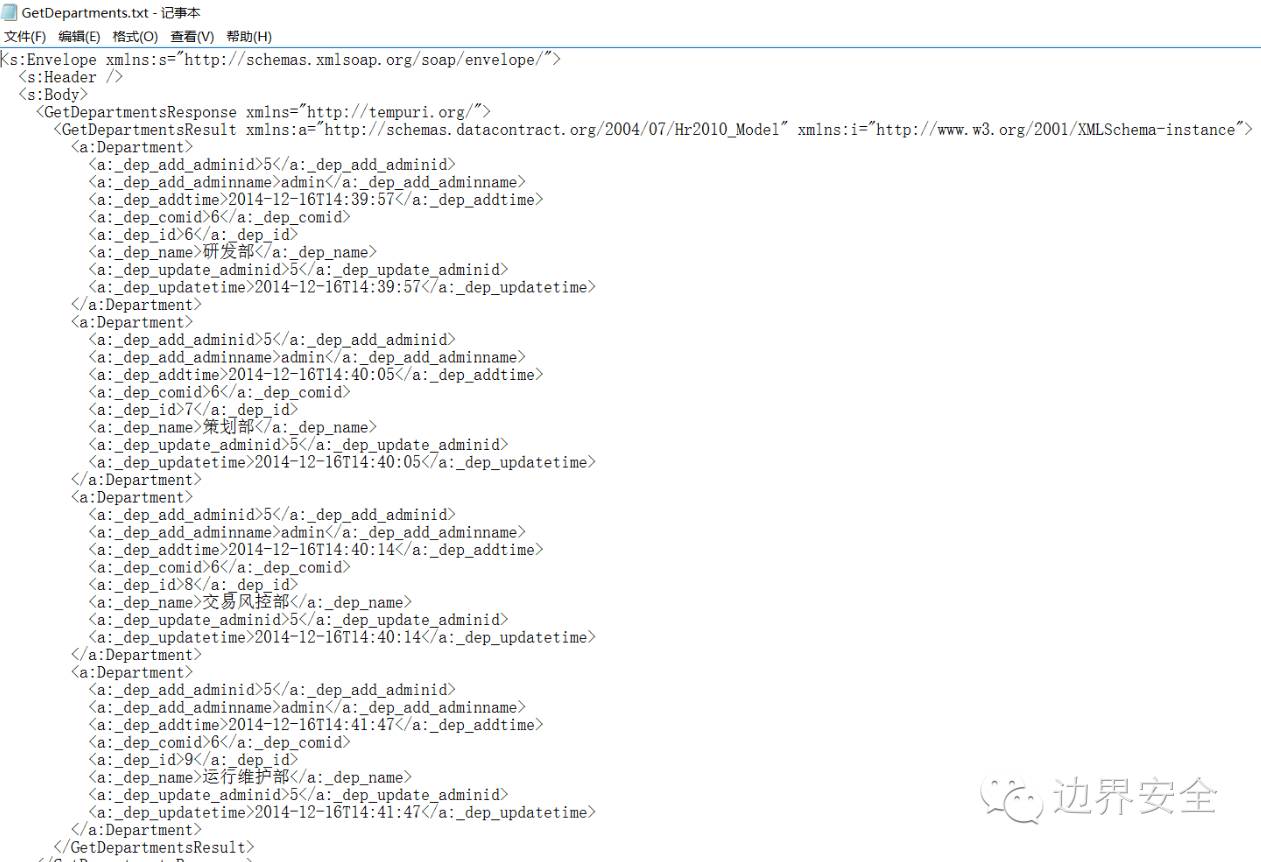 GetDepartments.txt - 记事本
文件(F) 编辑(E) 格式(O) 查看(V) 帮助(H)
<s:Envelope xmlns:s="http://schemas.xmlsoap.org/soap/envelope/">
<s:Header />
<s:Body>
<GetDepartmentsResponse xmlns="http://tempuri.org/">
<GetDepartmentsResult xmlns:a="http://schemas.datacontract.org/2004/07/Hr2010_Model" xmlns:i="http://www.w3.org/2001/XMLSchema-instance">
<a:Department>
<a:_dep_add_adminid>5</a:_dep_add_adminid>
<a:_dep_add_adminname>admin</a:_dep_add_adminname>
<a:_dep_addtime>2014-12-16T14:39:57</a:_dep_addtime>
<a:_dep_comid>6</a:_dep_comid>
<a:_dep_id>6</a:_dep_id>
<a:_dep_name>研发部</a:_dep_name>
<a:_dep_update_adminid>5</a:_dep_update_adminid>
<a:_dep_updatetime>2014-12-16T14:39:57</a:_dep_updatetime>
</a:Department>
<a:Department>
<a:_dep_add_adminid>5</a:_dep_add_adminid>
<a:_dep_add_adminname>admin</a:_dep_add_adminname>
<a:_dep_addtime>2014-12-16T14:40:05</a:_dep_addtime>
<a:_dep_comid>6</a:_dep_comid>
<a:_dep_id>7</a:_dep_id>
<a:_dep_name>策划部</a:_dep_name>
<a:_dep_update_adminid>5</a:_dep_update_adminid>
<a:_dep_updatetime>2014-12-16T14:40:05</a:_dep_updatetime>
</a:Department>
<a:Department>
<a:_dep_add_adminid>5</a:_dep_add_adminid>
<a:_dep_add_adminname>admin</a:_dep_add_adminname>
<a:_dep_addtime>2014-12-16T14:40:14</a:_dep_addtime>
<a:_dep_comid>6</a:_dep_comid>
<a:_dep_id>8</a:_dep_id>
<a:_dep_name>交易风控部</a:_dep_name>
<a:_dep_update_adminid>5</a:_dep_update_adminid>
<a:_dep_updatetime>2014-12-16T14:40:14</a:_dep_updatetime>
</a:Department>
<a:Department>
<a:_dep_add_adminid>5</a:_dep_add_adminid>
<a:_dep_add_adminname>admin</a:_dep_add_adminname>
<a:_dep_addtime>2014-12-16T14:41:47</a:_dep_addtime>
<a:_dep_comid>6</a:_dep_comid>
<a:_dep_id>9</a:_dep_id>
<a:_dep_name>运行维护部</a:_dep_name>
<a:_dep_update_adminid>5</a:_dep_update_adminid>
<a:_dep_updatetime>2014-12-16T14:41:47</a:_dep_updatetime>
</a:Department>
</GetDepartmentsResult>
边界安全